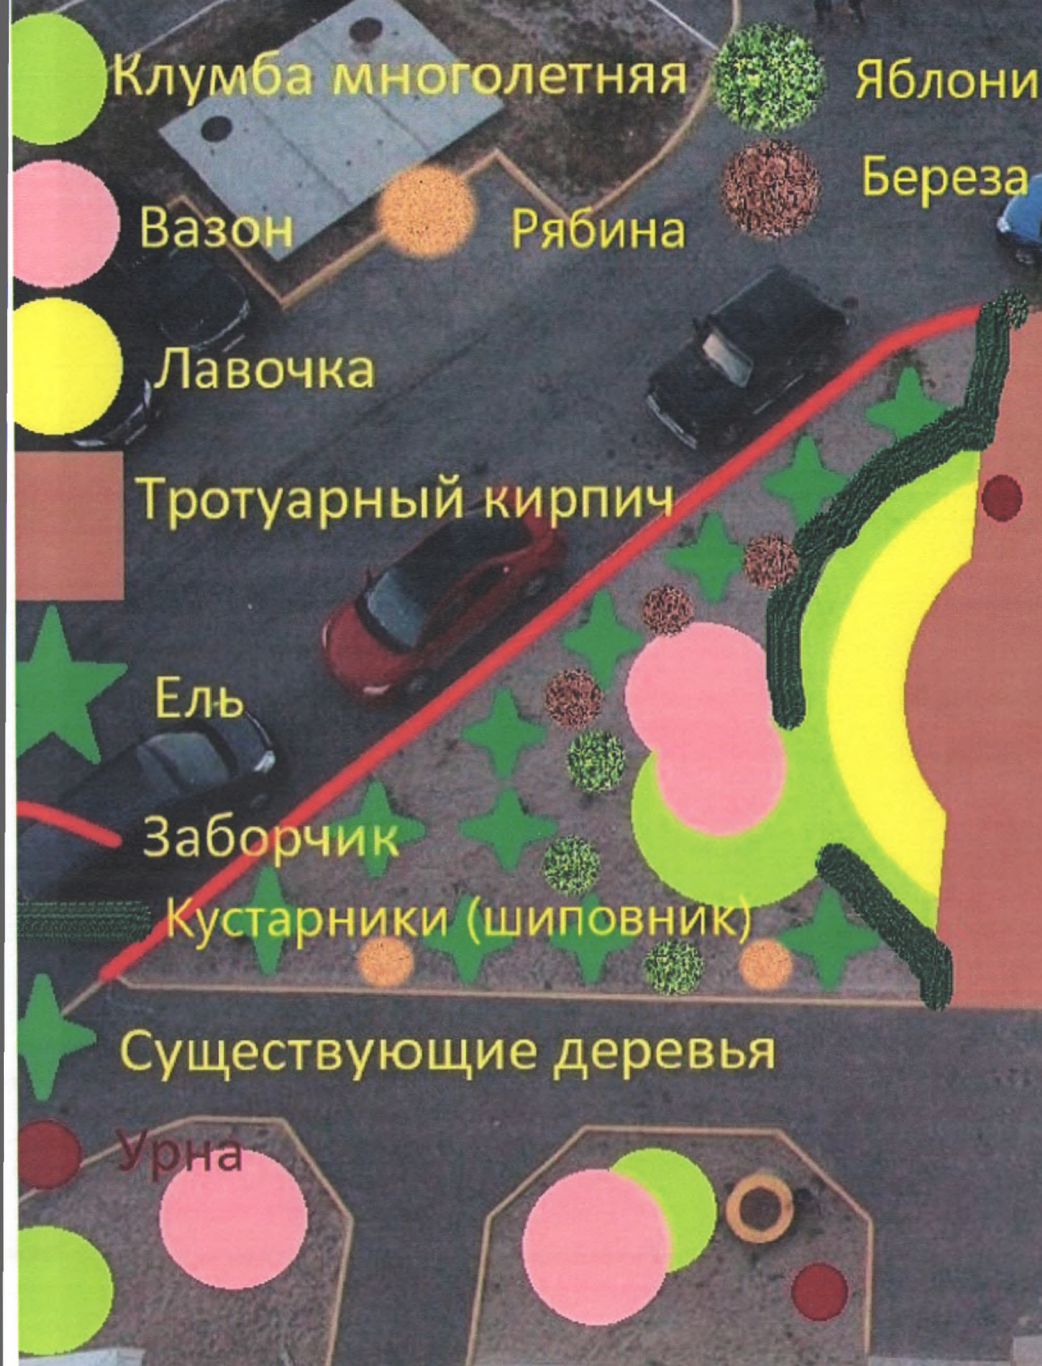 Клумба многолетняя
Яблони
Береза
Вазон
Рябина
Лавочка
Тротуарный кирпич
Ель
Заборчик
Кустарники (шиповник)
Существующие деревья
Урна